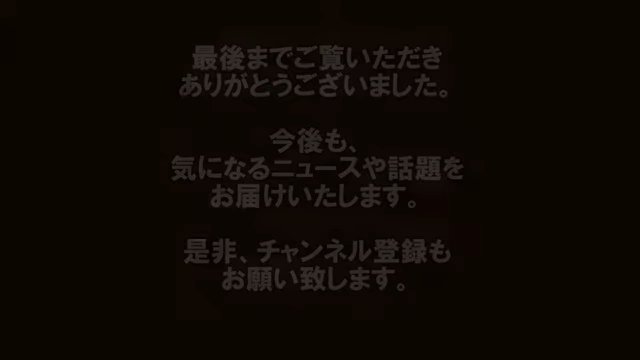 最後までご覧いただき
ありがとうございました。
今後も、
気になるニュースや話題を
お届けいたします。
是非、チャンネル登録も
お願い致します。